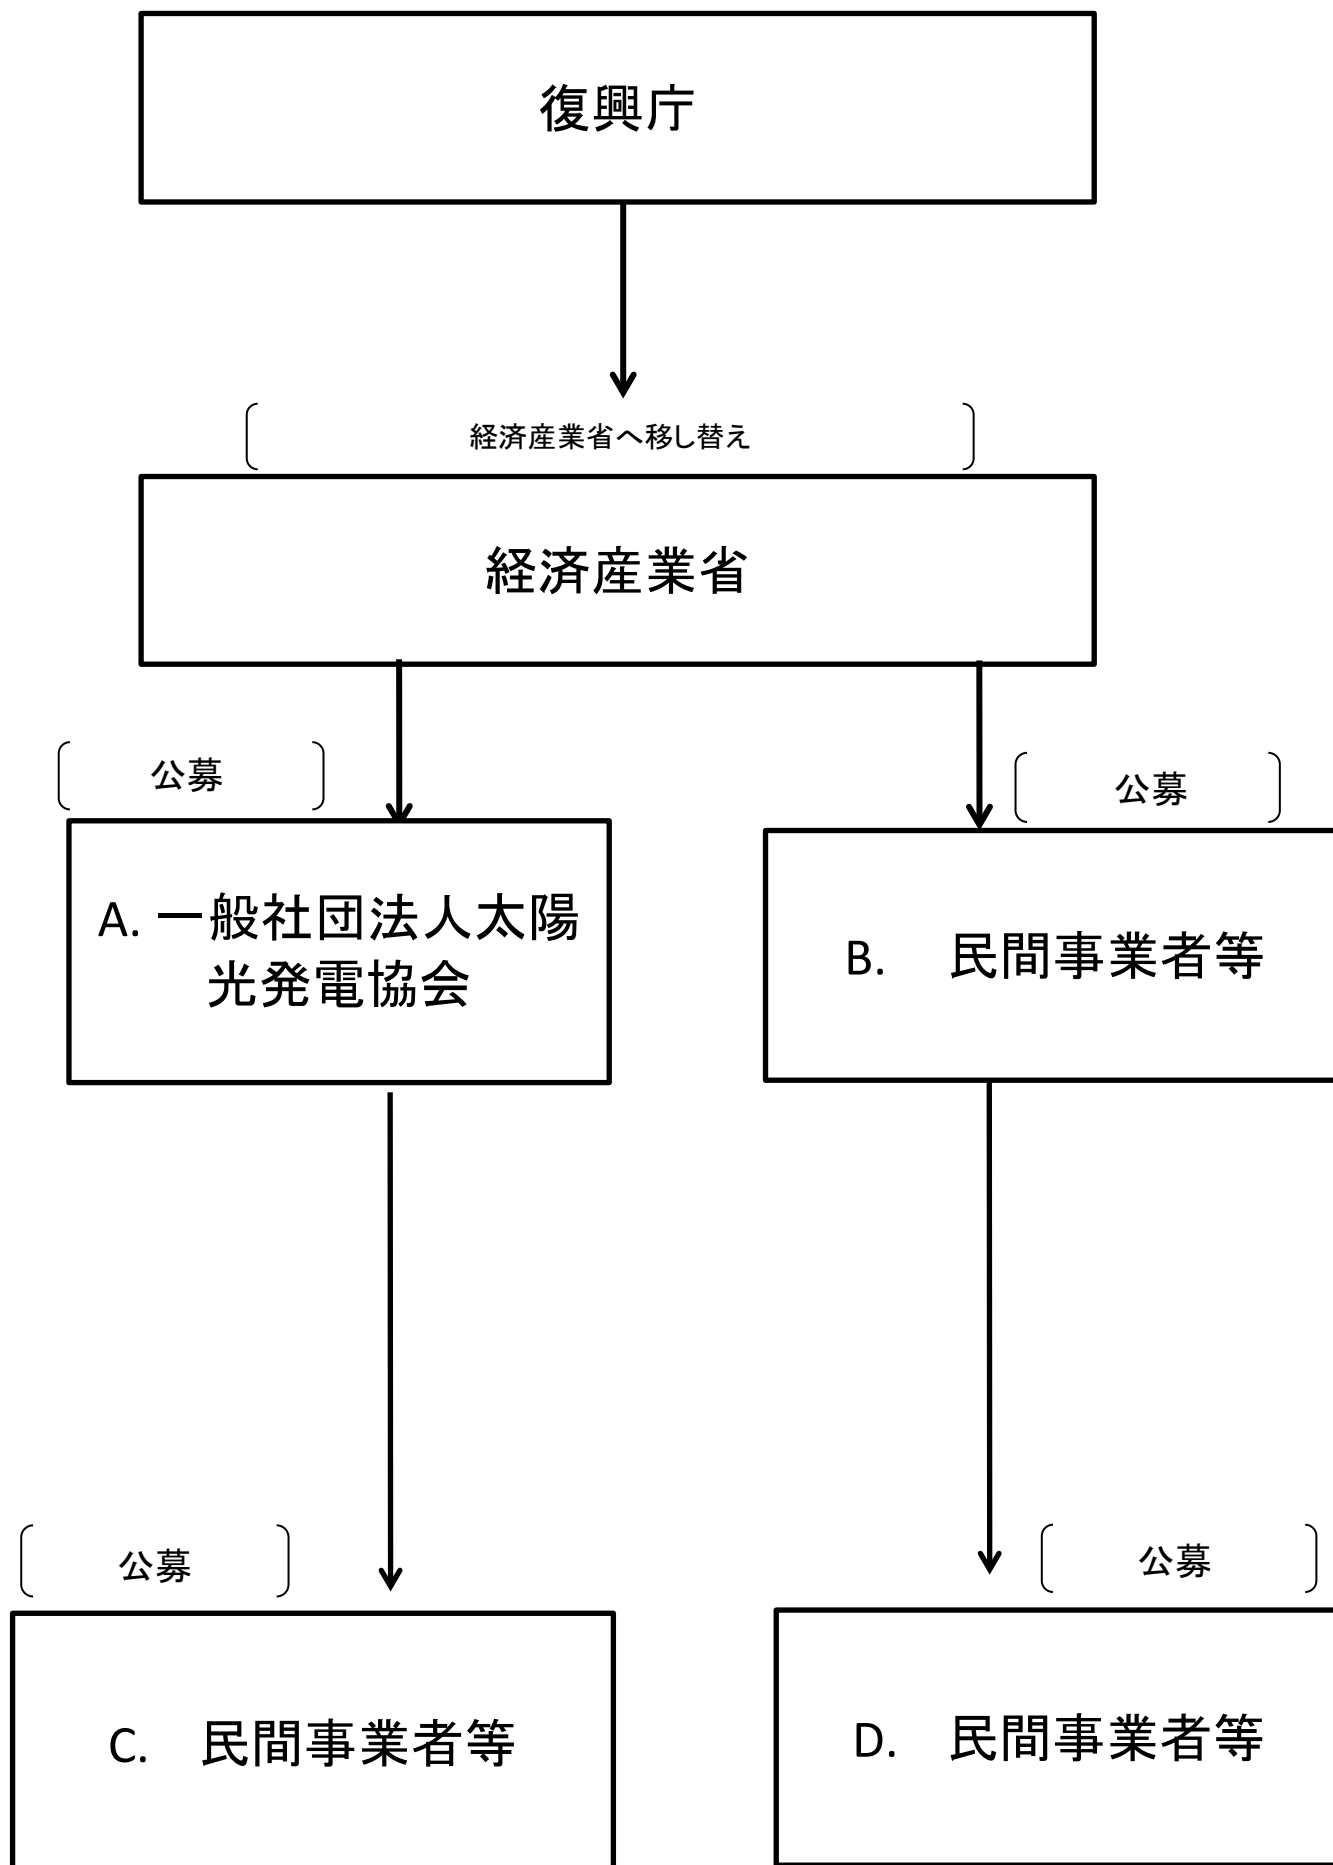 復興庁
経済産業省へ移し替え
経済産業省
公募
公募
A. 一般社団法人太陽
光発電協会
B.　民間事業者等
公募
公募
C.　民間事業者等
D.　民間事業者等